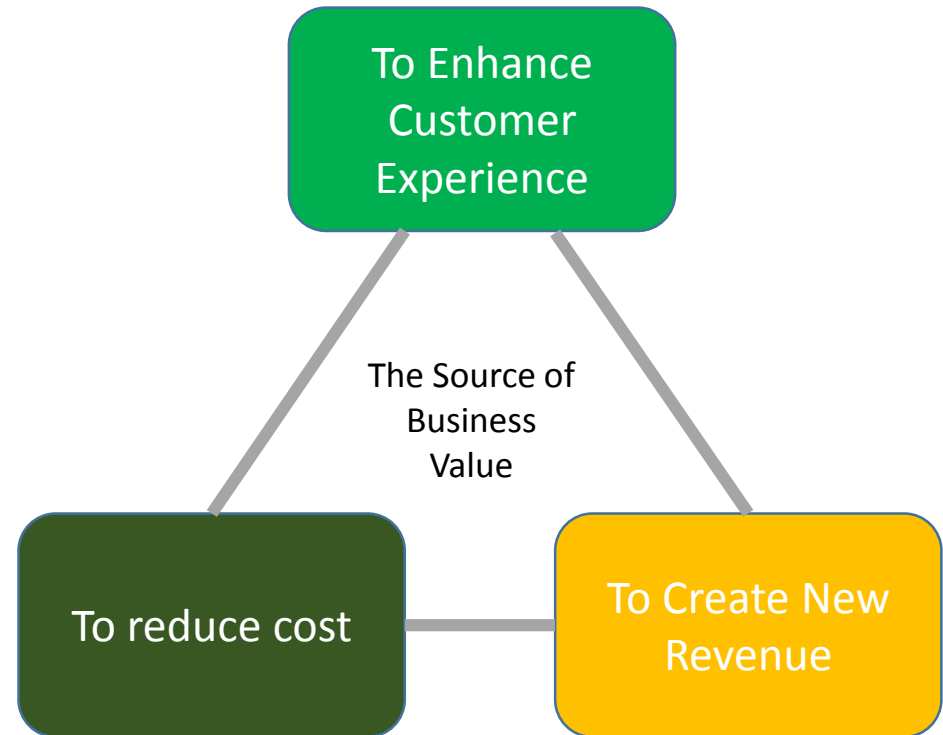 To Enhance
Customer
Experience
The Source of
Business
Value
To reduce cost
To Create New
Revenue